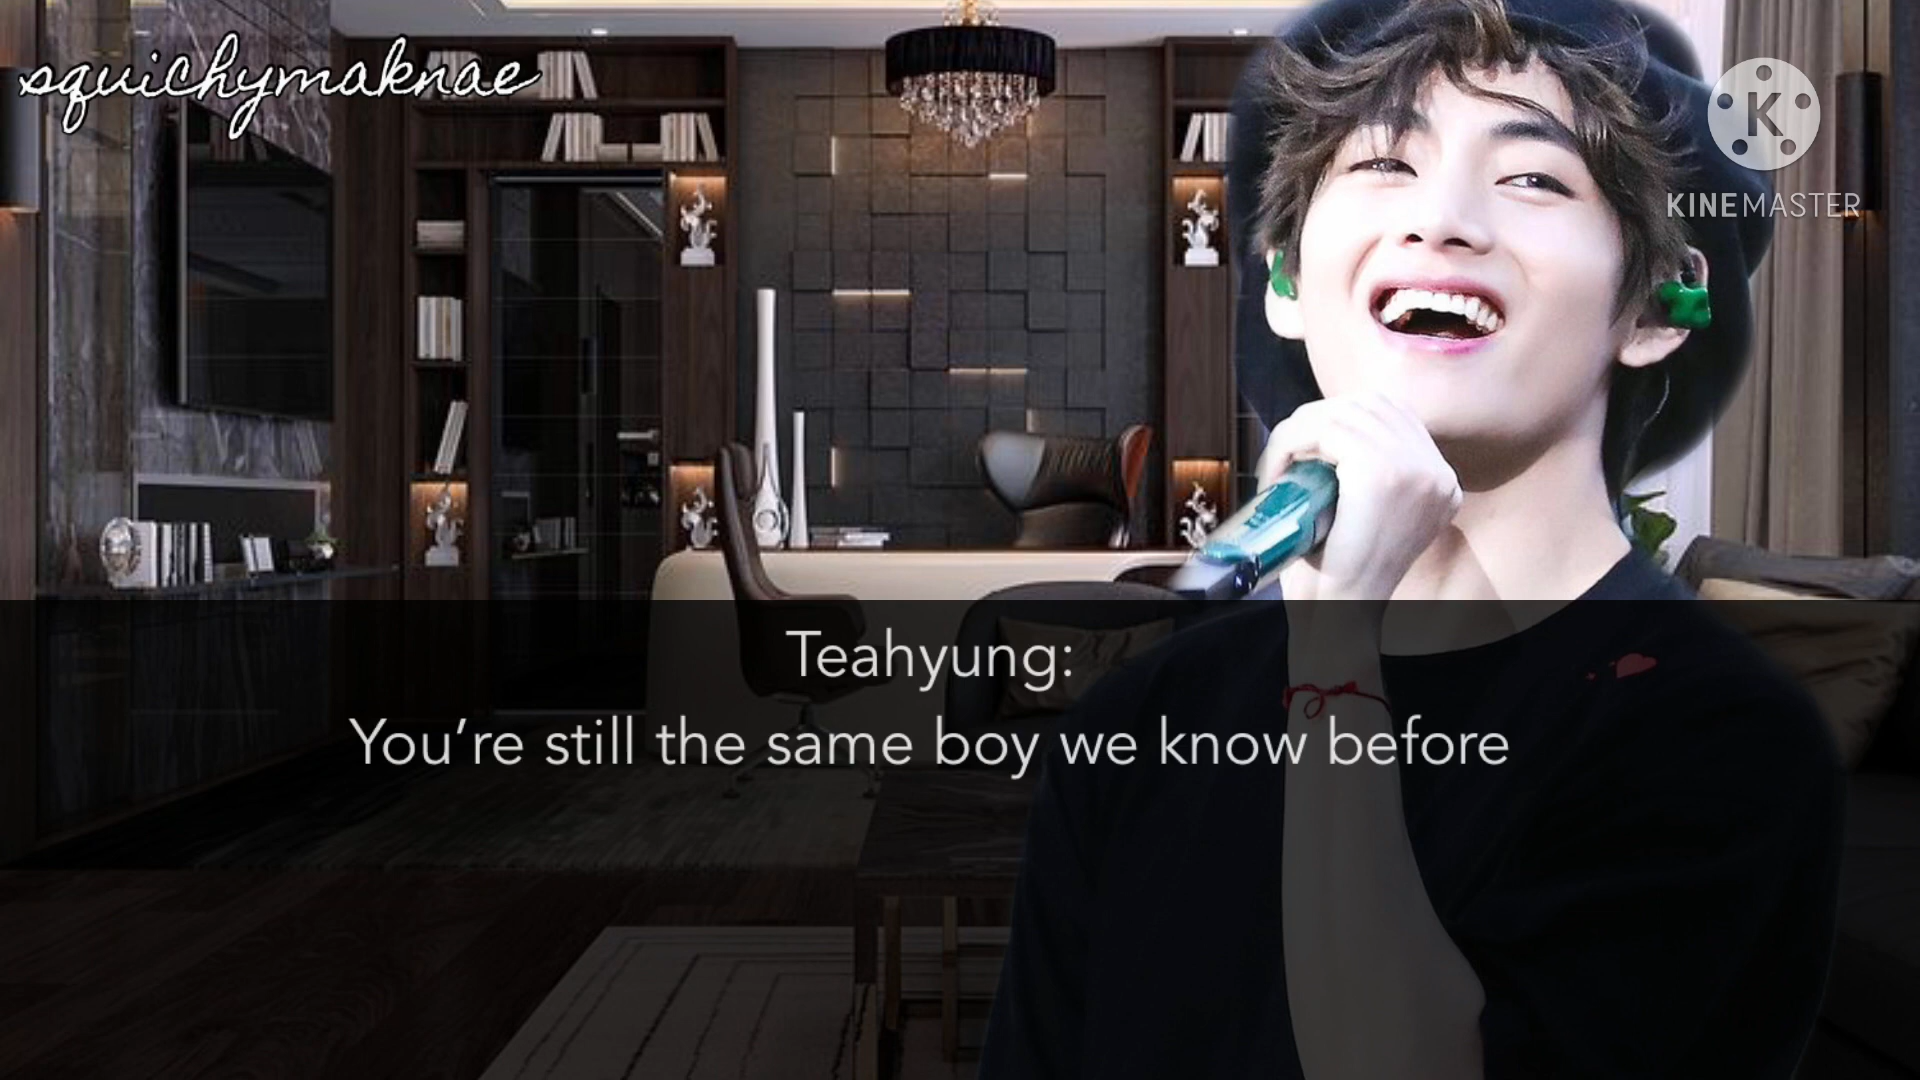 squichymaknae
K
KINEMASTER
Teahyung:
You're still the same boy we know before